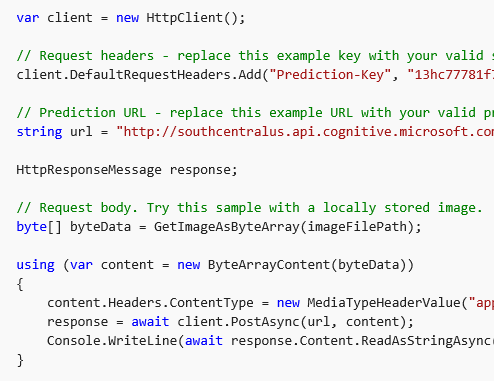 var client = new HttpClient();
// Request headers - replace this example key with your valid
client.DefaultRequestHeaders.Add("Prediction-Key", "13hc77781f7
// Prediction URL - replace this example URL with your valid pr
string url = "http://southcentralus.api.cognitive.microsoft.com
HttpResponseMessage response;
// Request body. Try this sample with a locally stored image.
byte[] byteData = GetImageAsByteArray(imageFilePath);
using (var content = new ByteArrayContent(byteData))
{
content.Headers.ContentType = new MediaTypeHeaderValue("app
response = await client.PostAsync(url, content);
Console.WriteLine(await response.Content.ReadAsStringAsync(
}